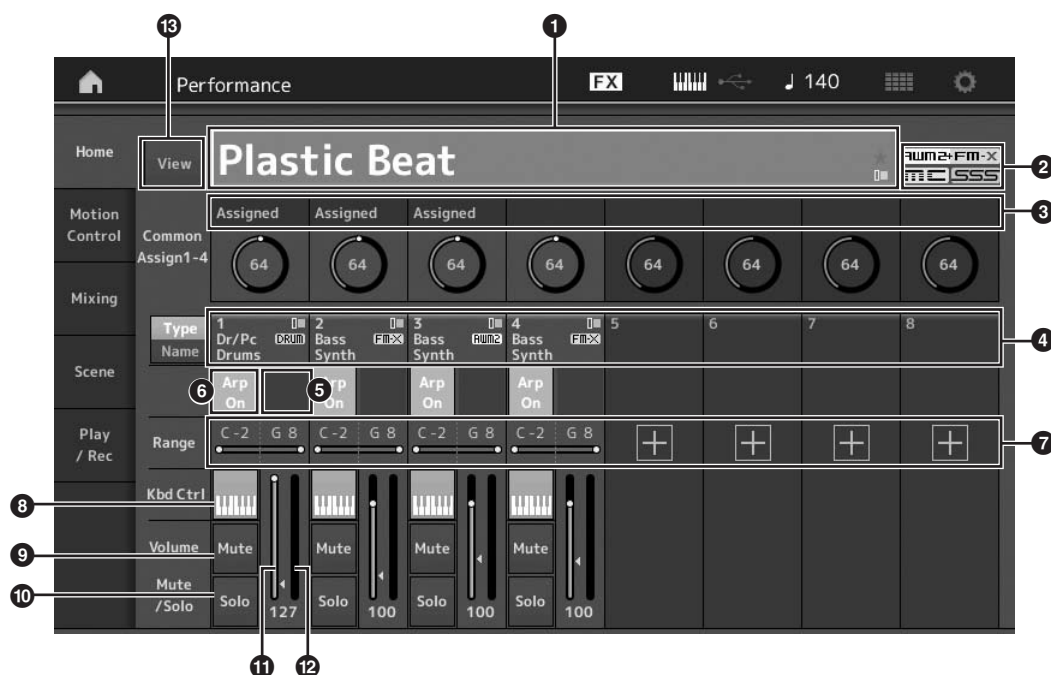 13 1
Performance FX 140
Home View Plastic Beat AWM2+FM-X 2
MC SSS
Motion Control Assigned Assigned Assigned 3
Common Assign1-4 64 64 64 64 64 64 64 64
Mixing
Type 1 2 3 4 5 6 7 8 4
Name Dr/Pc DRUM Bass FM-X Bass AWM2 Bass FM-X
Drums Synth Synth Synth
Scene 6 Arp On 5 Arp On Arp On Arp On
Play / Rec Range C -2 G 8 C -2 G 8 C -2 G 8 C -2 G 8 7
8 Kbd Ctrl
9 Volume Mute Mute Mute Mute
10 Mute /Solo Solo 127 Solo 100 Solo 100 Solo 100
11 12